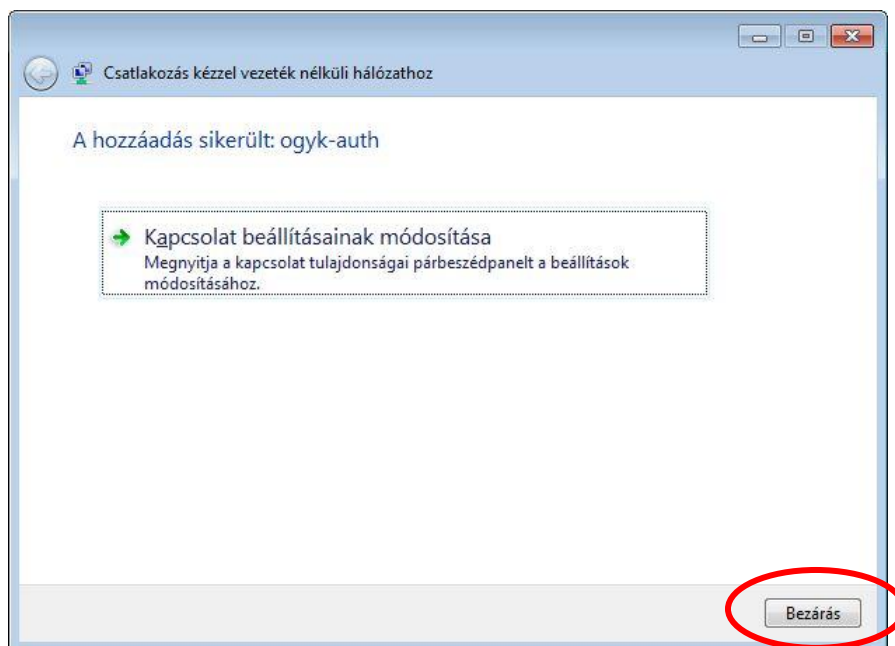 Csatlakozás kézzel vezeték nélküli hálózathoz
A hozzáadás sikerült: ogyk-auth
Kapcsolat beállításainak módosítása
Megnyitja a kapcsolat tulajdonságai párbeszédpanelt a beállítások
módosításához.
Bezárás